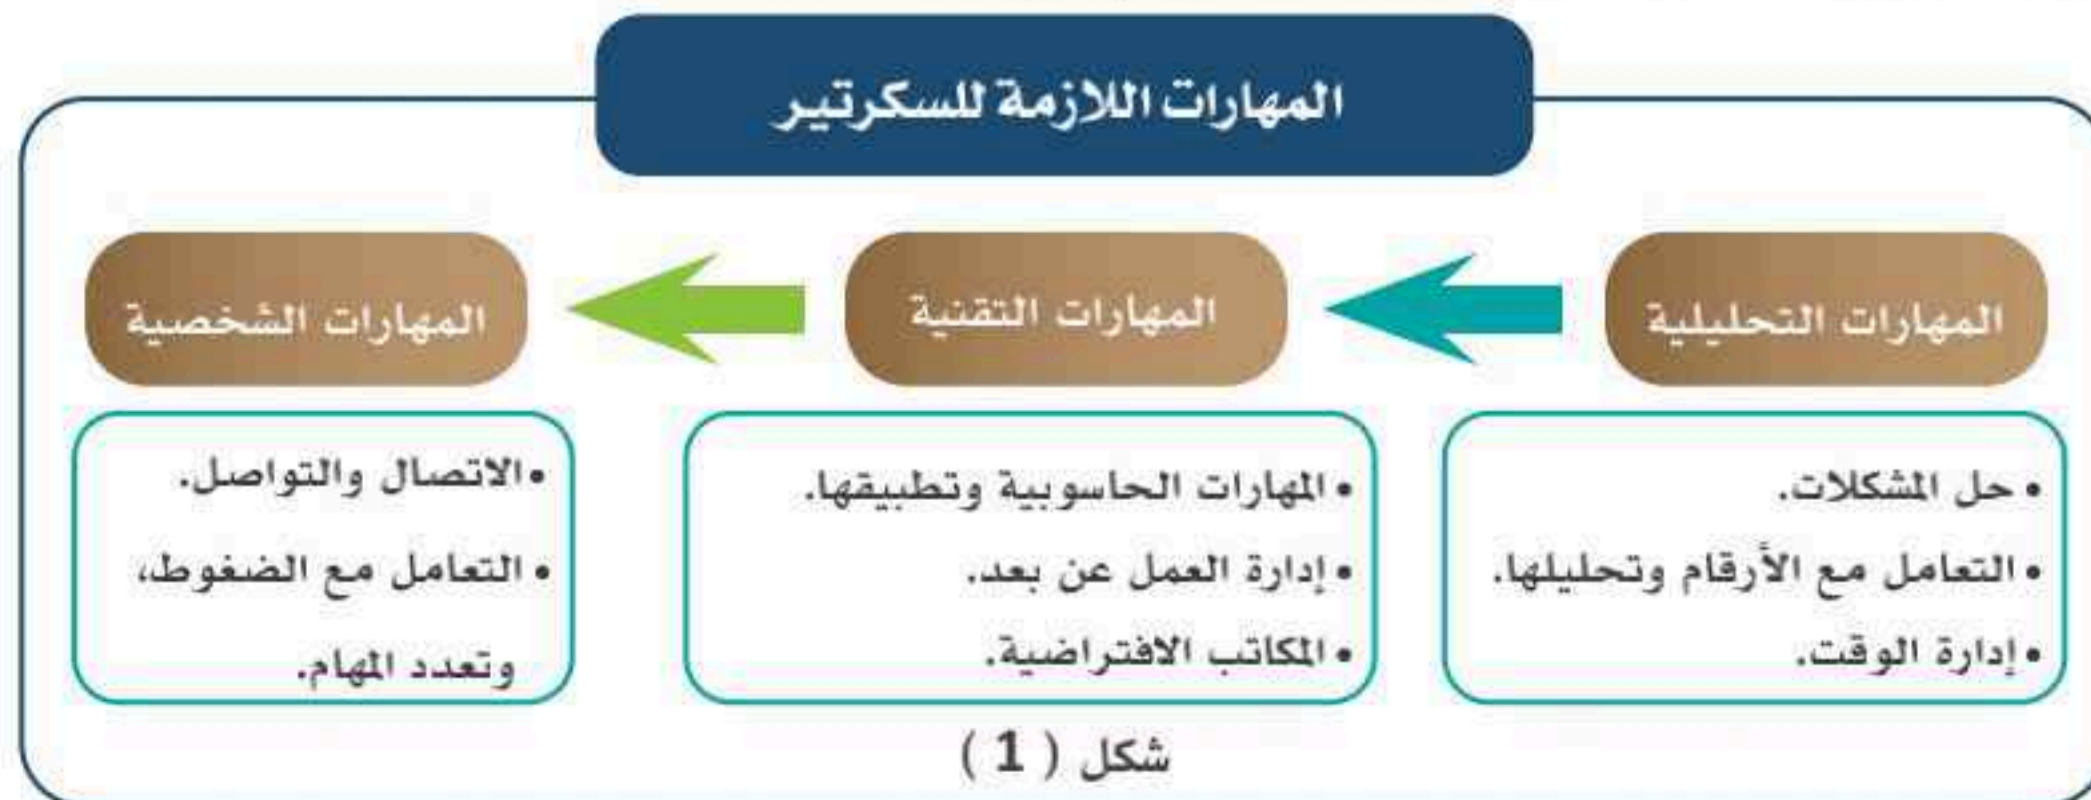 المهارات اللازمة للسكرتير
المهارات التحليلية
• حل المشكلات.
• التعامل مع الأرقام وتحليلها.
• إدارة الوقت.
المهارات التقنية
• المهارات الحاسوبية وتطبيقها.
• إدارة العمل عن بعد.
• المكاتب الافتراضية.
المهارات الشخصية
• الاتصال والتواصل.
• التعامل مع الضغوط،
وتعدد المهام.
شكل ( 1 )